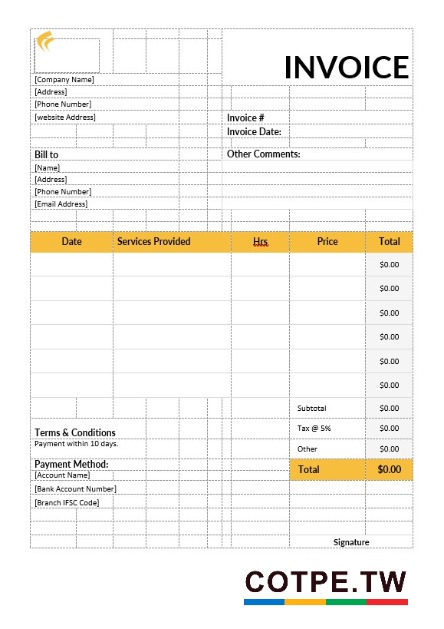 INVOICE
[Company Name]
[Address]
[Phone Number]
[website Address]
Invoice #
Invoice Date:
Bill to
Other Comments:
[Name]
[Address]
[Phone Number]
[Email Address]
Date Services Provided Hrs Price Total
$0.00
$0.00
$0.00
$0.00
$0.00
$0.00
Subtotal $0.00
Tax @ 5% $0.00
Terms & Conditions
Payment within 10 days.
Other $0.00
Payment Method:
Total $0.00
[Account Name]
[Bank Account Number]
[Branch IFSC Code]
Signature
COTPE.TW